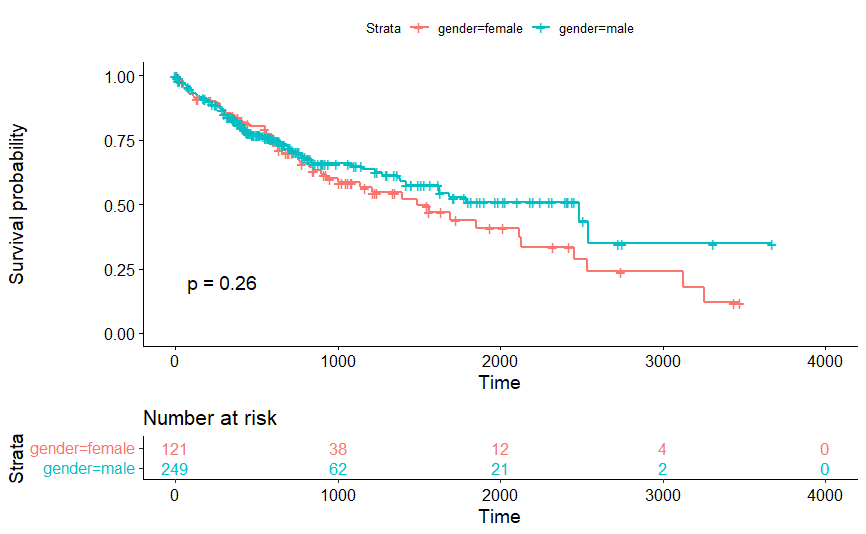 Strata gender=female gender=male
Survival probability
1.00
0.75
0.50
0.25
0.00
p = 0.26
0 1000 2000 3000 4000
Time
Number at risk
Strata
gender=female 121 38 12 4 0
gender=male 249 62 21 2 0
0 1000 2000 3000 4000
Time